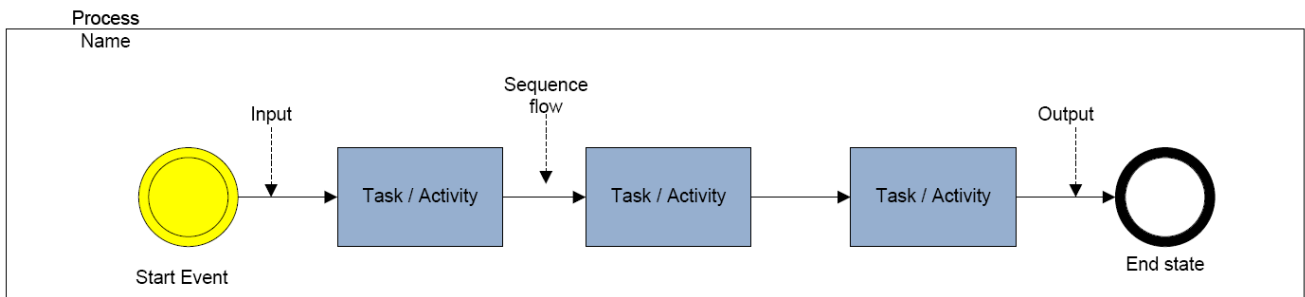 Process
Name
Sequence
flow
Input
Output
Task / Activity
Task / Activity
Task / Activity
Start Event
End state